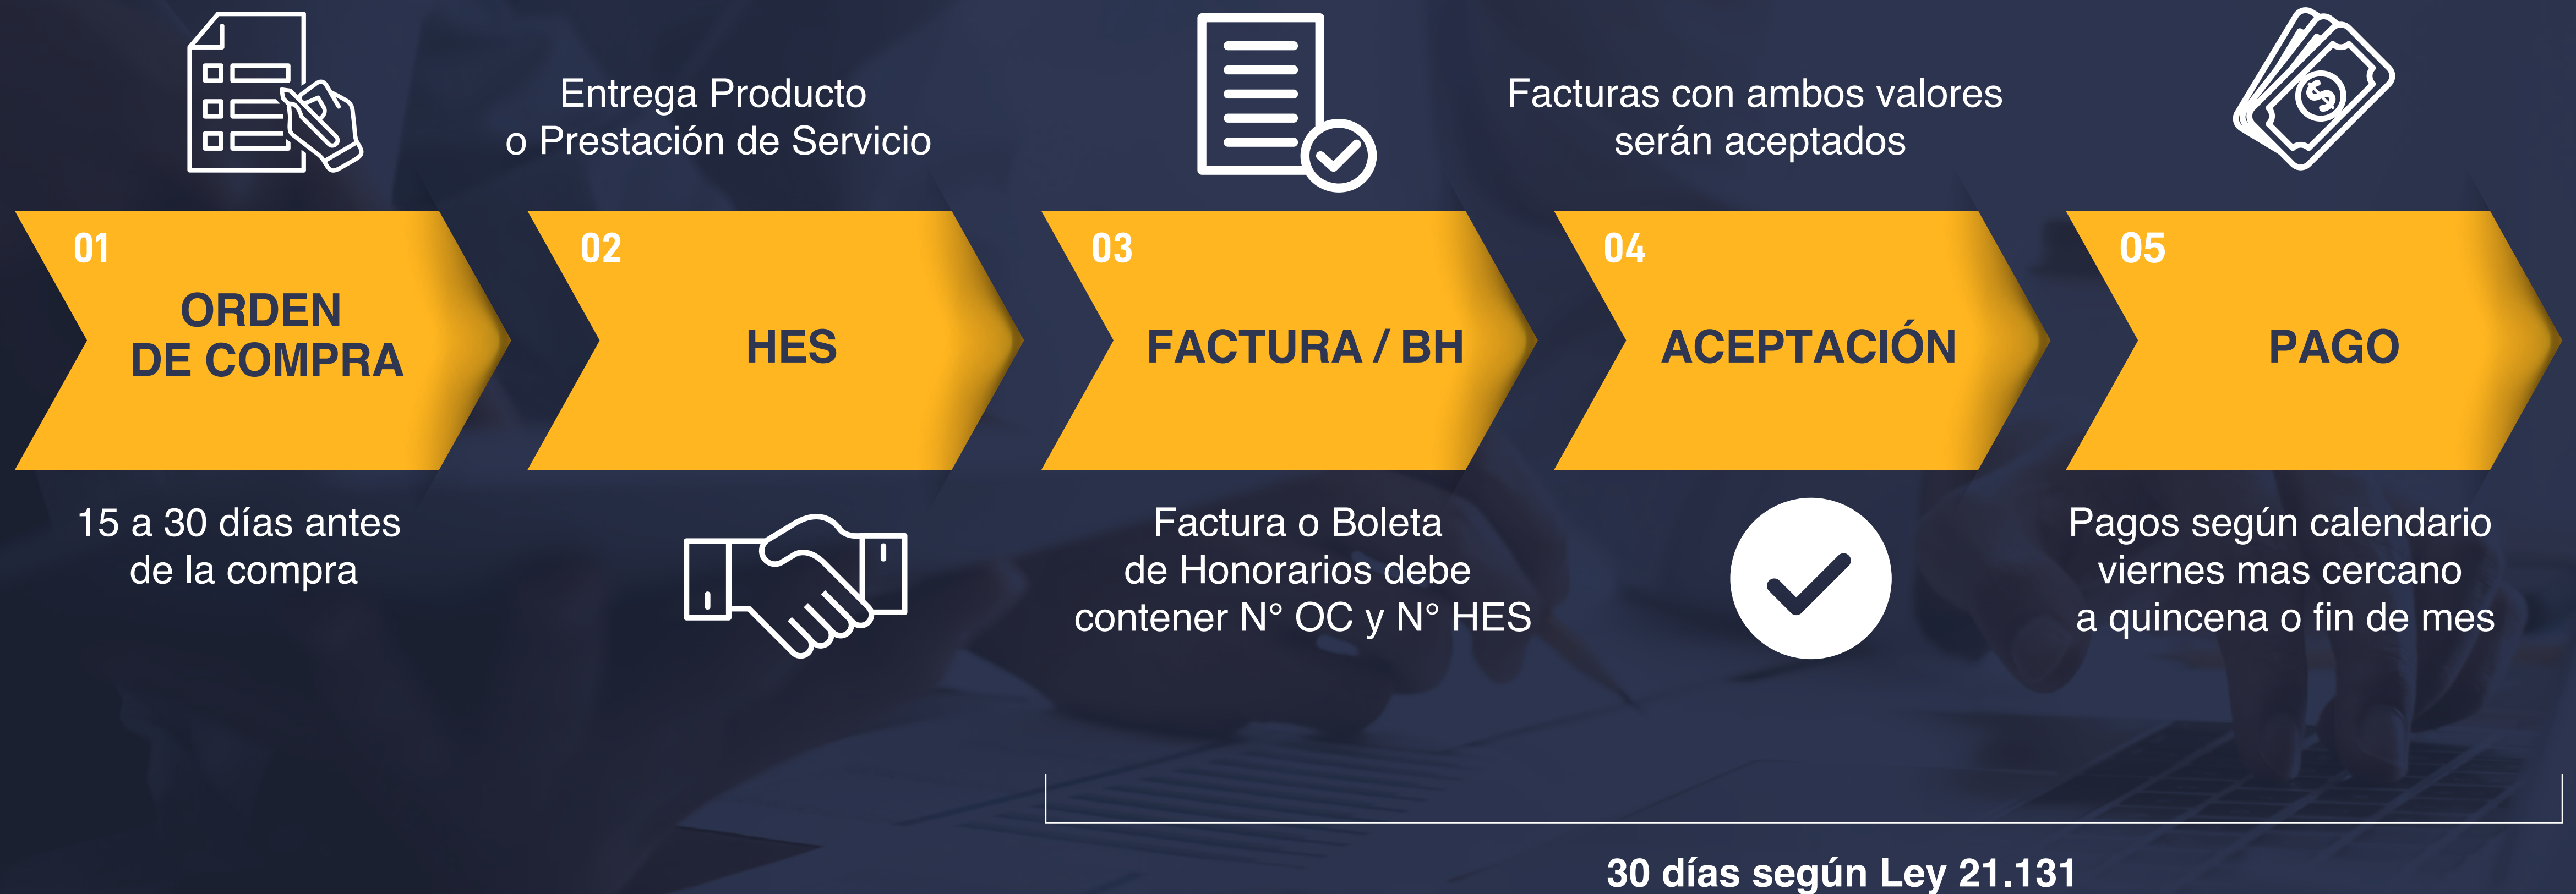 Entrega Producto
o Prestación de Servicio
Facturas con ambos valores
serán aceptados
01
ORDEN
DE COMPRA
02
HES
03
FACTURA / BH
04
ACEPTACIÓN
05
PAGO
15 a 30 días antes
de la compra
Factura o Boleta
de Honorarios debe
contener N° OC y N° HES
Pagos según calendario
viernes mas cercano
a quincena o fin de mes
30 días según Ley 21.131